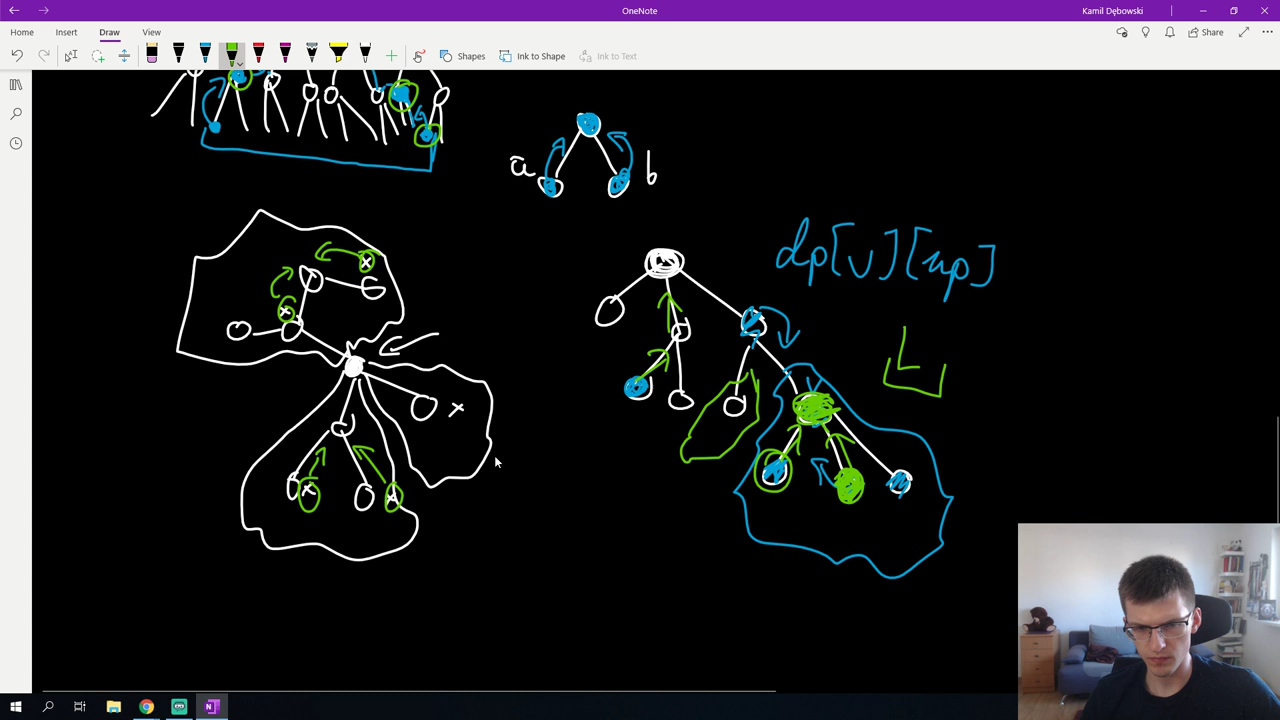 OneNote
Kamil Dębowski
Home Insert Draw View
Share
Shapes Ink to Shape Ink to Text
a b
dp[v][up]
L
x
x
x
x x